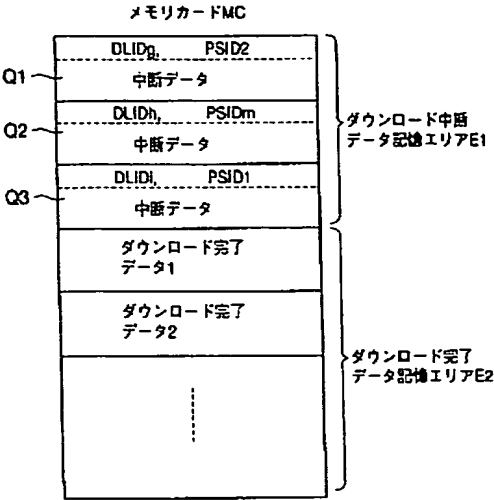 メモリカードMC
DLIDg, PSID2
Q1
中断データ
DLIDh, PSIDm
Q2
中断データ
ダウンロード中断
データ記憶エリアE1
DLIDi, PSID1
Q3
中断データ
ダウンロード完了
データ1
ダウンロード完了
データ2
ダウンロード完了
データ記憶エリアE2